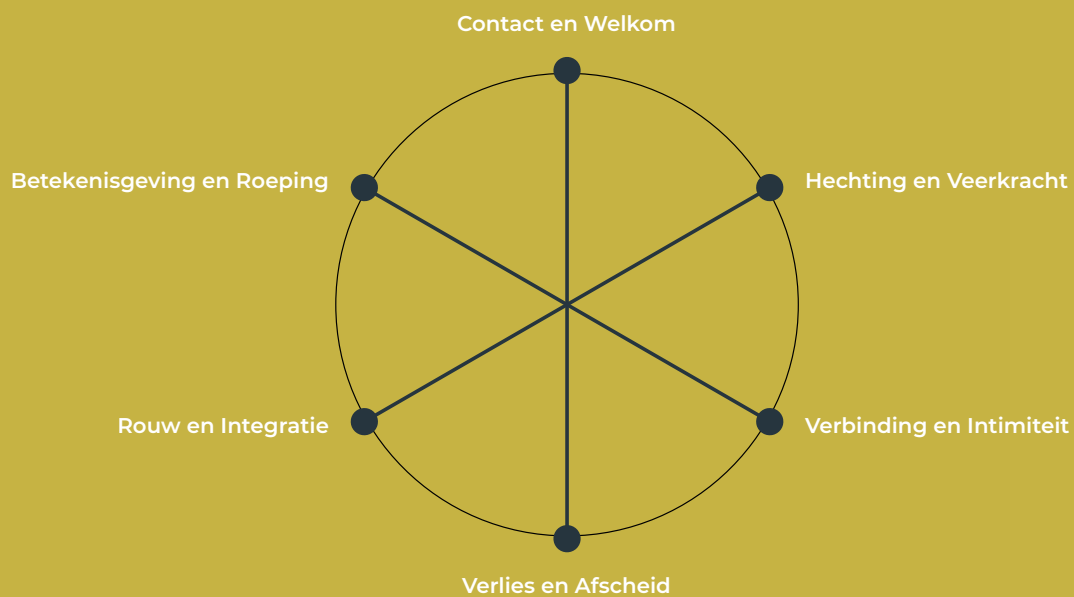 Contact en Welkom
Betekenisgeving en Roeping
Hechting en Veerkracht
Rouw en Integratie
Verbinding en Intimiteit
Verlies en Afscheid